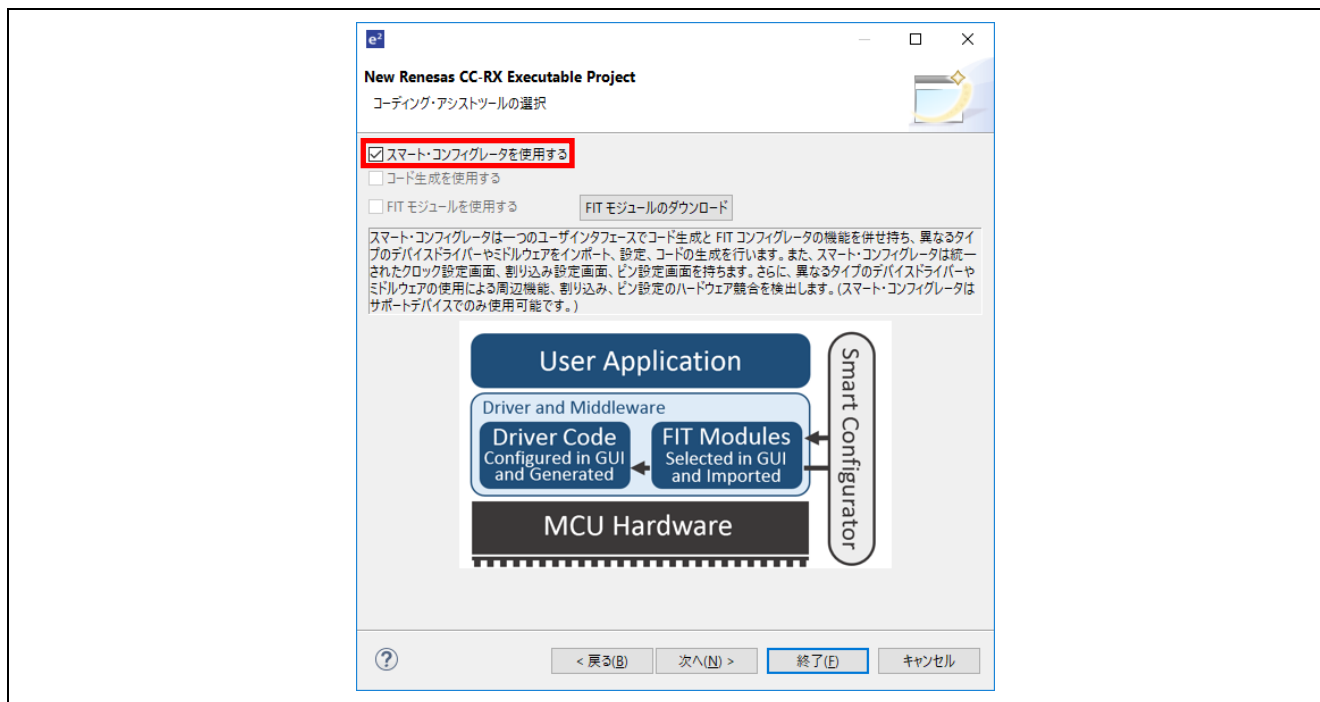 e²
New Renesas CC-RX Executable Project
コーディング・アシストツールの選択
スマート・コンフィグレータを使用する
コード生成を使用する
FIT モジュールを使用する
FIT モジュールのダウンロード
スマート・コンフィグレータは一つのユーザインタフェースでコード生成と FIT コンフィグレータの機能を併せ持ち、異なるタイ
プのデバイスドライバーやミドルウェアをインポート、設定、コードの生成を行います。また、スマート・コンフィグレータは統一
されたクロック設定画面、割り込み設定画面、ピン設定画面を持ちます。さらに、異なるタイプのデバイスドライバーや
ミドルウェアの使用による周辺機能、割り込み、ピン設定のハードウェア競合を検出します。(スマート・コンフィグレータは
サポートデバイスでのみ使用可能です。)
User Application
Driver and Middleware
Driver Code
Configured in GUI
and Generated
FIT Modules
Selected in GUI
and Imported
MCU Hardware
Smart Configurator
?
< 戻る(B)
次へ(N) >
終了(F)
キャンセル